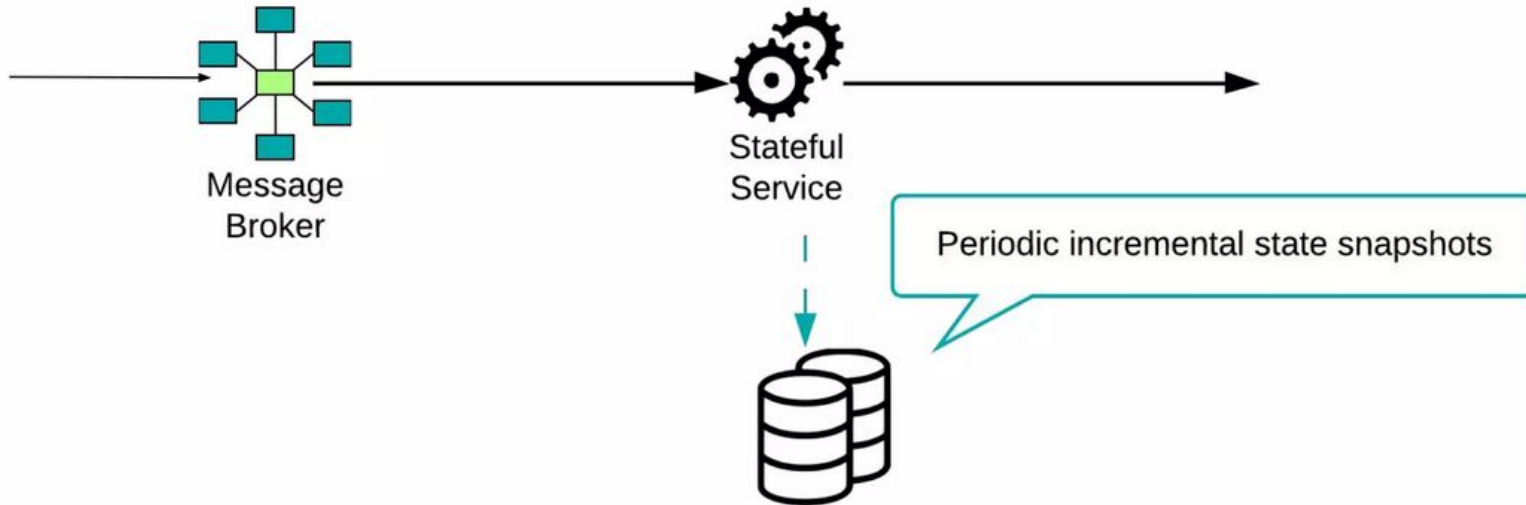 Message
Broker
Stateful
Service
Periodic incremental state snapshots